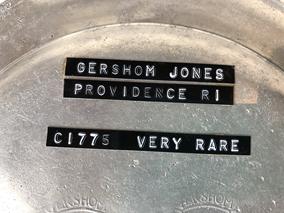 GERSHOM JONES
PROVIDENCE RI
C1775 VERY RARE